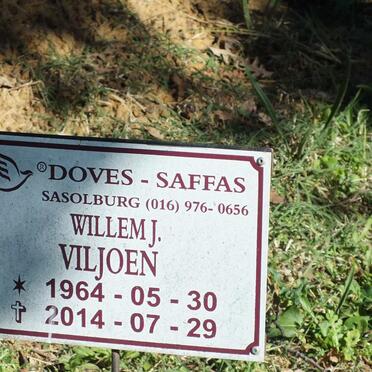 ® DOVES - SAFFAS
SASOLBURG (016) 976- 0656
WILLEM J.
VILJOEN
1964 - 05 - 30
2014 - 07 - 29